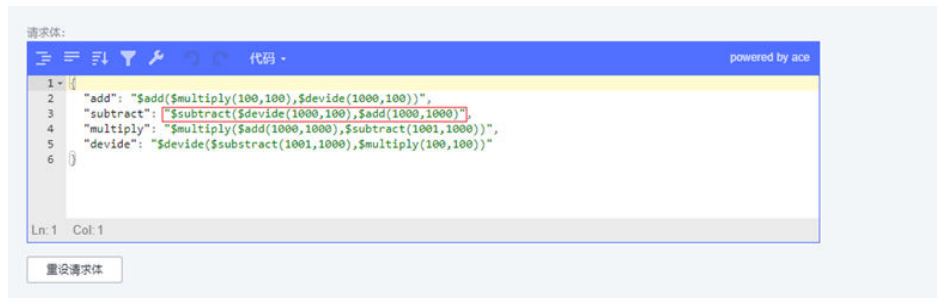 请求体:
代码 powered by ace
1 {
2 "add": "$add($multiply(100,100),$devide(1000,100))",
3 "subtract": "$subtract($devide(1000,100),$add(1000,1000)",
4 "multiply": "$multiply($add(1000,1000),$subtract(1001,1000))",
5 "devide": "$devide($substract(1001,1000),$multiply(100,100))"
6 }
Ln: 1 Col: 1
重设请求体